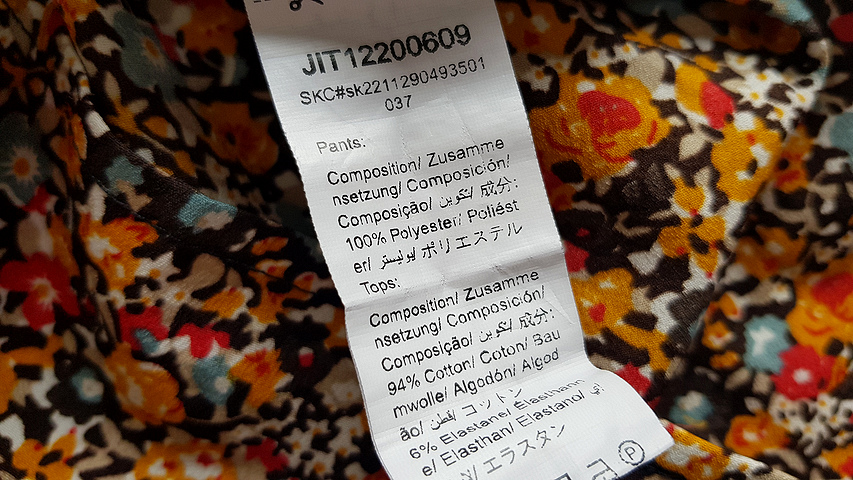 JIT12200609
SKC#sk2211290493501
037
Pants:
Composition/ Zusamme
nsetzung/ Composición/
Composição/ تكوين/ 成分:
100% Polyester/ Poliést
er/ بوليستر/ ポリエステル
Tops:
Composition/ Zusamme
nsetzung/ Composición/
Composição/ تكوين/ 成分:
94% Cotton/ Coton/ Bau
mwolle/ Algodón/ Algod
ão/ قطن/ コットン
6% Elastane/ Elasthann
e/ Elasthan/ Elastano/
ン/ エラスタン
P